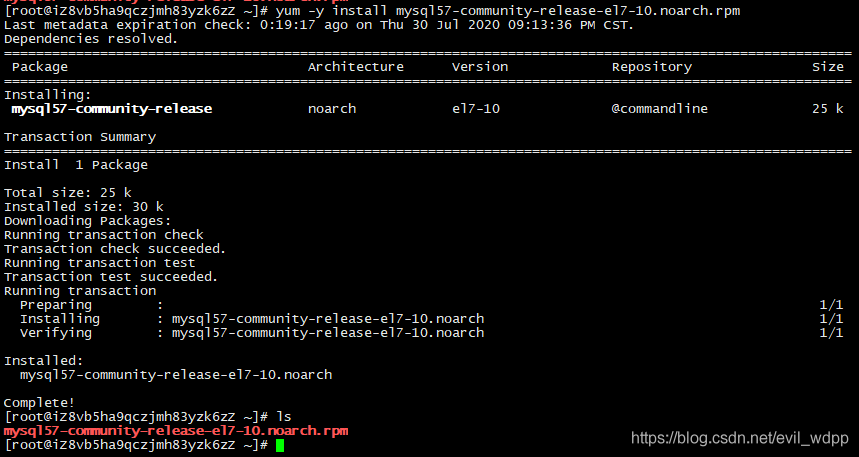 [root@iZ8vb5ha9qczjmh83yzk6zZ ~]# yum -y install mysql57-community-release-el7-10.noarch.rpm
Last metadata expiration check: 0:19:17 ago on Thu 30 Jul 2020 09:13:36 PM CST.
Dependencies resolved.
================================================================================
Package Architecture Version Repository Size
================================================================================
Installing:
mysql57-community-release noarch el7-10 @commandline 25 k
Transaction Summary
================================================================================
Install 1 Package
Total size: 25 k
Installed size: 30 k
Downloading Packages:
Running transaction check
Transaction check succeeded.
Running transaction test
Transaction test succeeded.
Running transaction
Preparing : 1/1
Installing : mysql57-community-release-el7-10.noarch 1/1
Verifying : mysql57-community-release-el7-10.noarch 1/1
Installed:
mysql57-community-release-el7-10.noarch
Complete!
[root@iZ8vb5ha9qczjmh83yzk6zZ ~]# ls
mysql57-community-release-el7-10.noarch.rpm
[root@iZ8vb5ha9qczjmh83yzk6zZ ~]#
https://blog.csdn.net/evil_wdpp